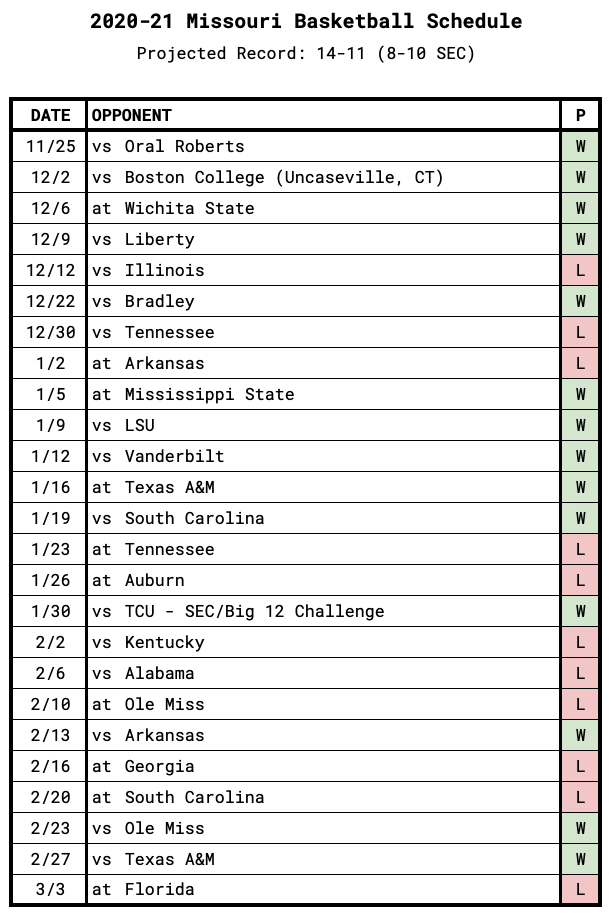 2020-21 Missouri Basketball Schedule
Projected Record: 14-11 (8-10 SEC)
DATE OPPONENT P
11/25 vs Oral Roberts W
12/2 vs Boston College (Uncaseville, CT) W
12/6 at Wichita State W
12/9 vs Liberty W
12/12 vs Illinois L
12/22 vs Bradley W
12/30 vs Tennessee L
1/2 at Arkansas L
1/5 at Mississippi State W
1/9 vs LSU W
1/12 vs Vanderbilt W
1/16 at Texas A&M W
1/19 vs South Carolina W
1/23 at Tennessee L
1/26 at Auburn L
1/30 vs TCU - SEC/Big 12 Challenge W
2/2 vs Kentucky L
2/6 vs Alabama L
2/10 at Ole Miss L
2/13 vs Arkansas W
2/16 at Georgia L
2/20 at South Carolina L
2/23 vs Ole Miss W
2/27 vs Texas A&M W
3/3 at Florida L